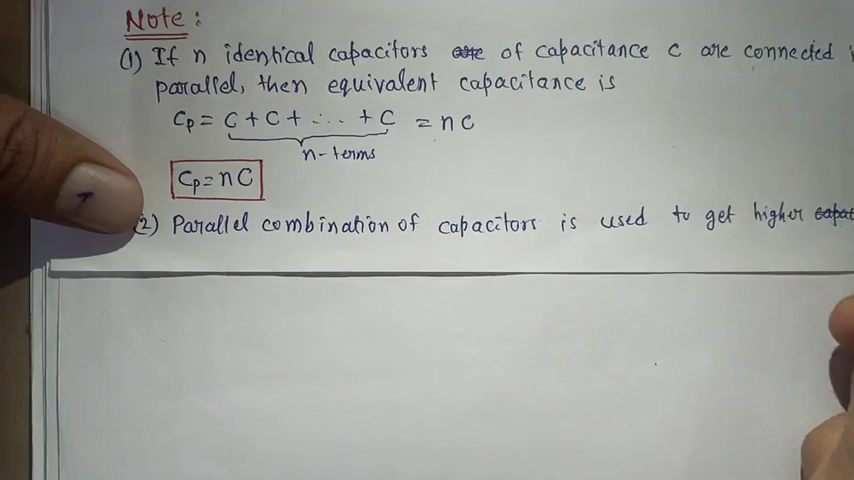 Note:
(1) If n identical capacitors are of capacitance c are connected
parallel, then equivalent capacitance is
Cp = C + C + ... + C = nC
n-terms
Cp = nC
(2) Parallel combination of capacitors is used to get higher